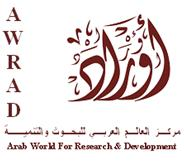 AWRAD
أوراد
مركز العالم العربي للبحوث والتنمية
Arab World For Research & Development